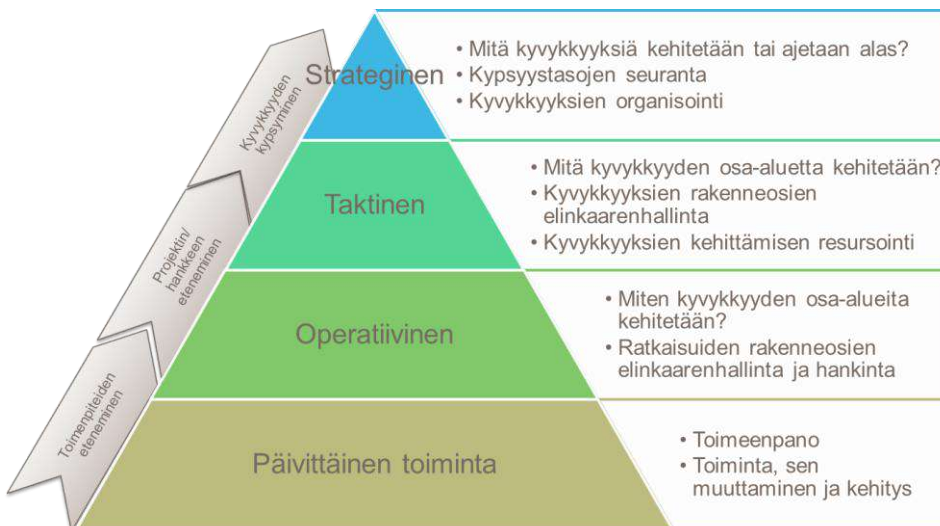 Kyvykkyyden
kypsyminen
Projektin/
hankkeen
eteneminen
Toimenpiteiden
eteneminen
Strateginen
• Mitä kyvykkyyksiä kehitetään tai ajetaan alas?
• Kypsyystasojen seuranta
• Kyvykkyyksien organisointi
Taktinen
• Mitä kyvykkyyden osa-aluetta kehitetään?
• Kyvykkyyksien rakenneosien
elinkaarenhallinta
• Kyvykkyyksien kehittämisen resursointi
Operatiivinen
• Miten kyvykkyyden osa-alueita
kehitetään?
• Ratkaisuiden rakenneosien
elinkaarenhallinta ja hankinta
Päivittäinen toiminta
• Toimeenpano
• Toiminta, sen
muuttaminen ja kehitys